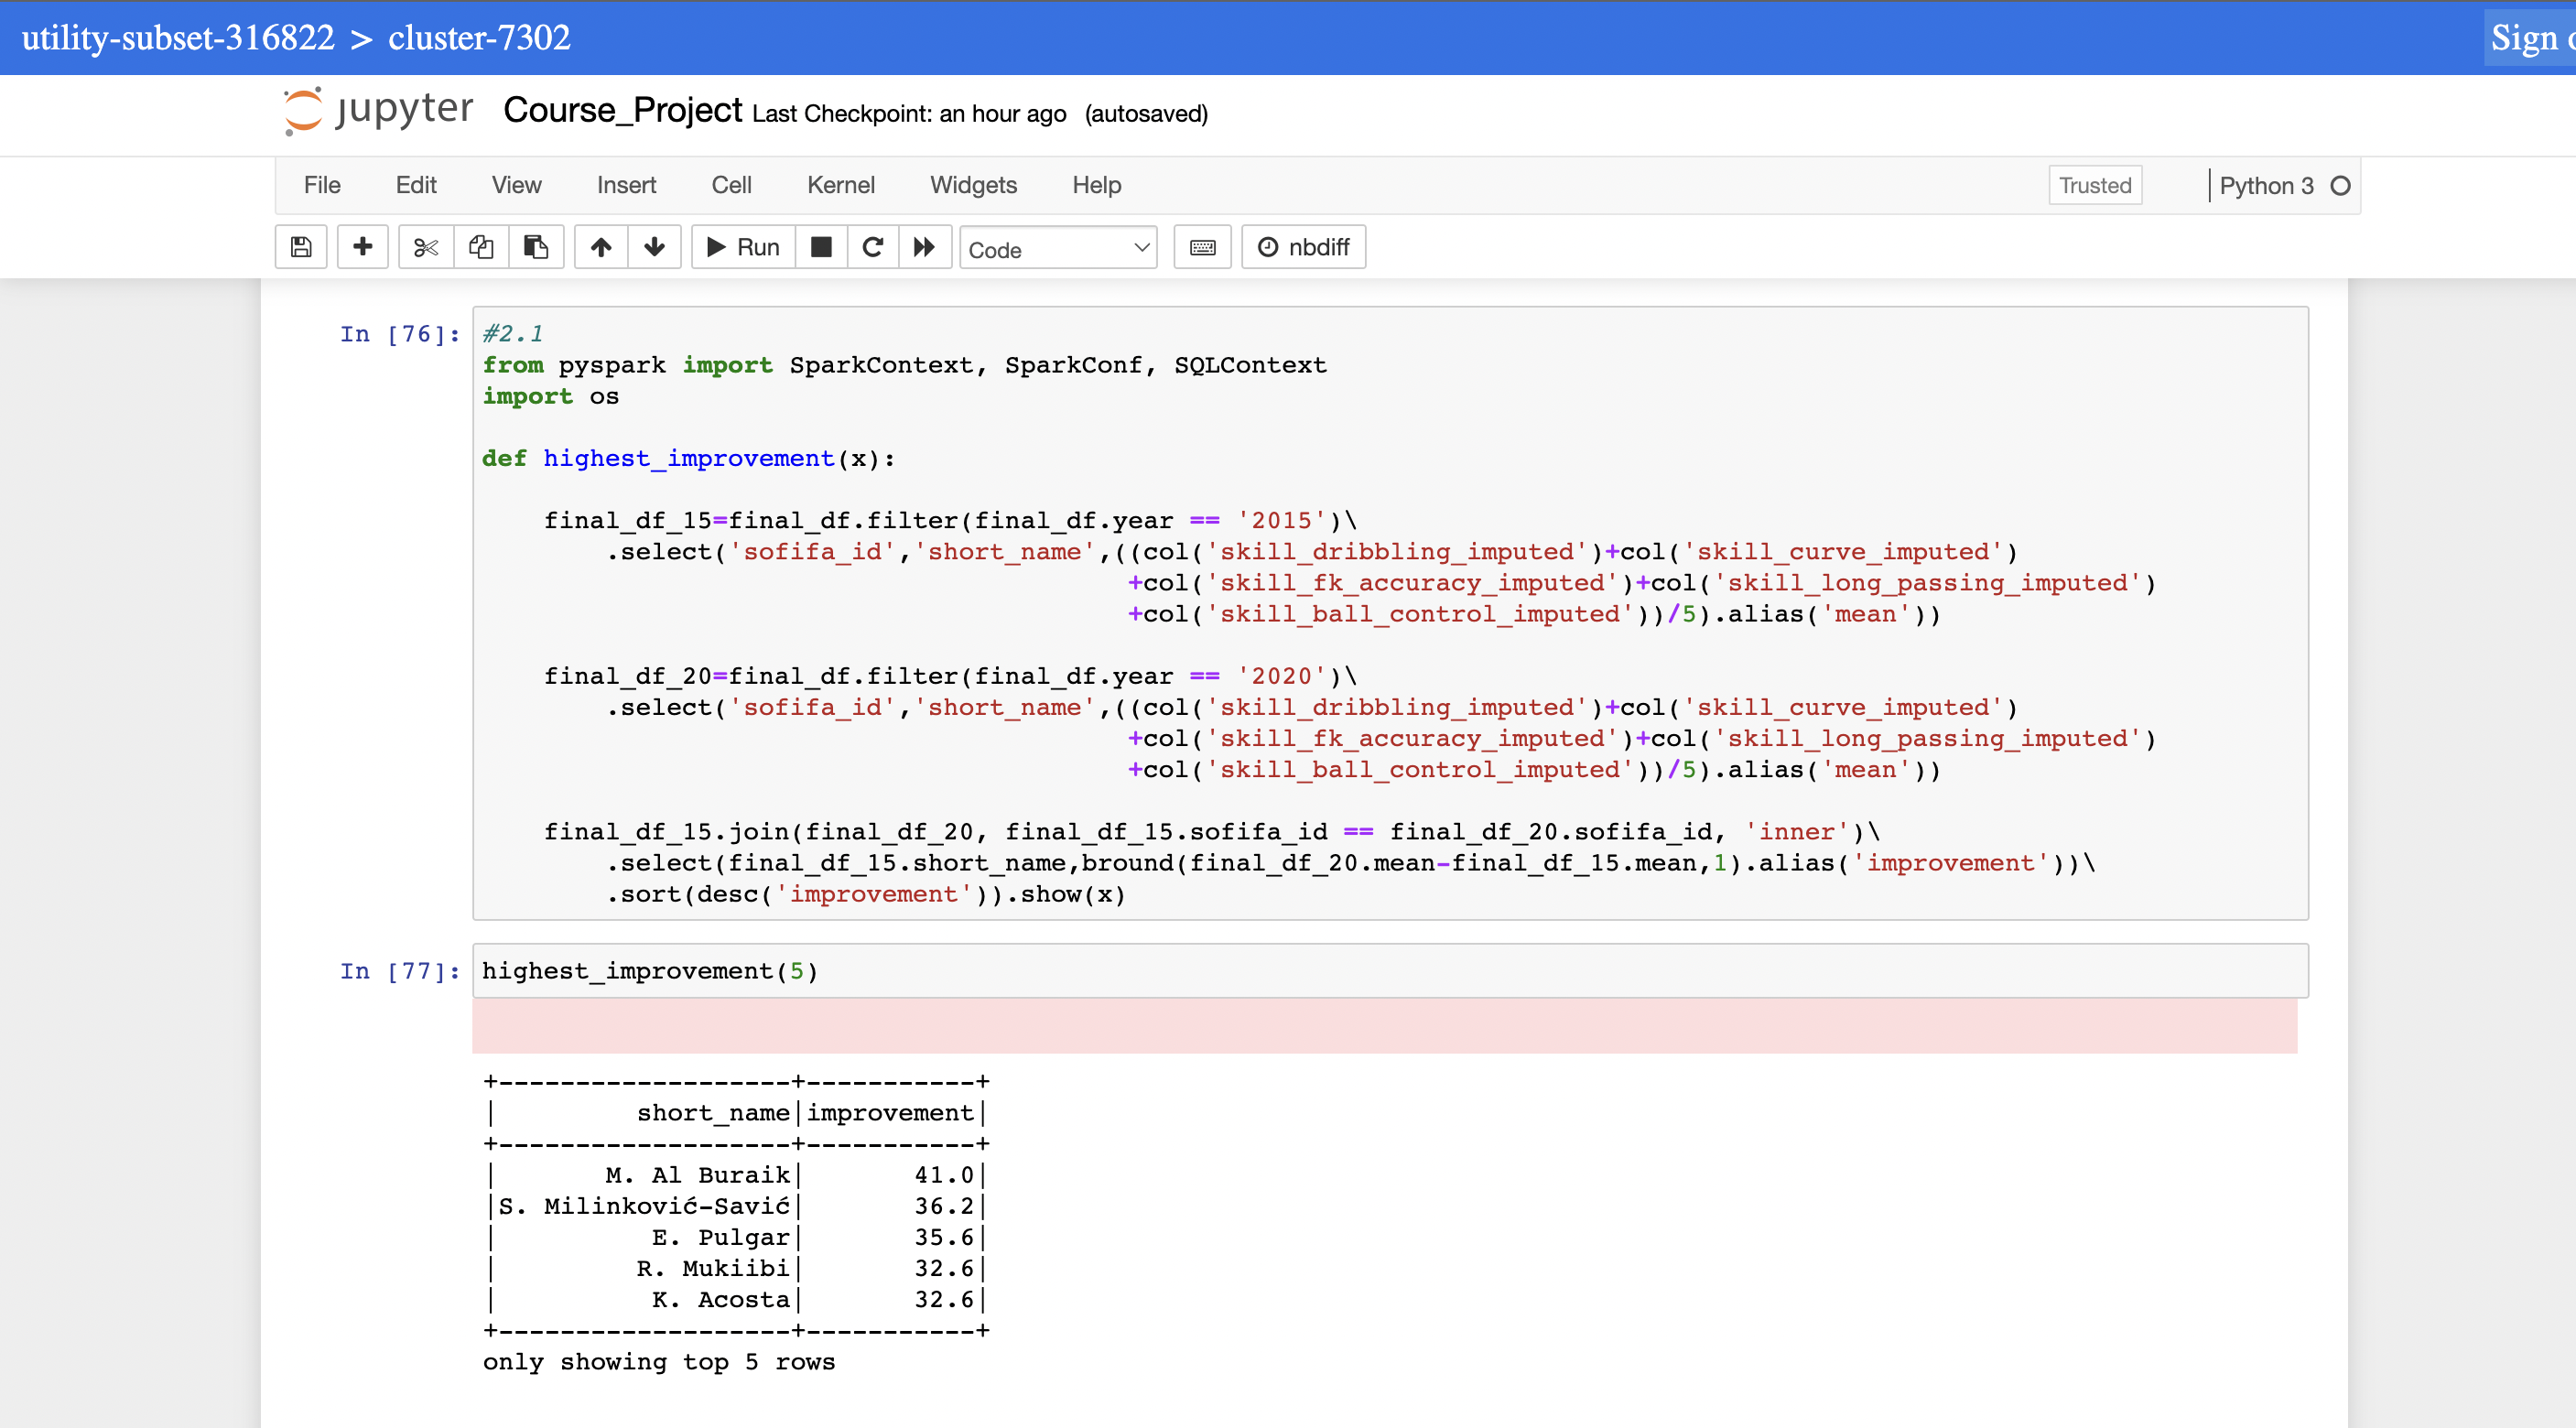 utility-subset-316822 > cluster-7302
Sign
jupyter Course_Project Last Checkpoint: an hour ago (autosaved)
File Edit View Insert Cell Kernel Widgets Help Trusted Python 3
Run Code nbdiff
In [76]: #2.1
from pyspark import SparkContext, SparkConf, SQLContext
import os
def highest_improvement(x):
final_df_15=final_df.filter(final_df.year == '2015')\
.select('sofifa_id','short_name',((col('skill_dribbling_imputed')+col('skill_curve_imputed')
+col('skill_fk_accuracy_imputed')+col('skill_long_passing_imputed')
+col('skill_ball_control_imputed'))/5).alias('mean'))
final_df_20=final_df.filter(final_df.year == '2020')\
.select('sofifa_id','short_name',((col('skill_dribbling_imputed')+col('skill_curve_imputed')
+col('skill_fk_accuracy_imputed')+col('skill_long_passing_imputed')
+col('skill_ball_control_imputed'))/5).alias('mean'))
final_df_15.join(final_df_20, final_df_15.sofifa_id == final_df_20.sofifa_id, 'inner')\
.select(final_df_15.short_name,bround(final_df_20.mean-final_df_15.mean,1).alias('improvement'))\
.sort(desc('improvement')).show(x)
In [77]: highest_improvement(5)
+-------------------+-----------+
|         short_name|improvement|
+-------------------+-----------+
|       M. Al Buraik|       41.0|
|S. Milinković-Savić|       36.2|
|          E. Pulgar|       35.6|
|         R. Mukiibi|       32.6|
|          K. Acosta|       32.6|
+-------------------+-----------+
only showing top 5 rows